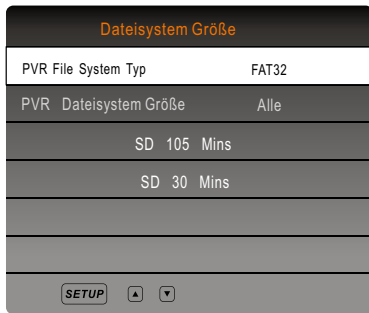 Dateisystem Größe
PVR File System Typ FAT32
PVR Dateisystem Größe Alle
SD 105 Mins
SD 30 Mins
SETUP